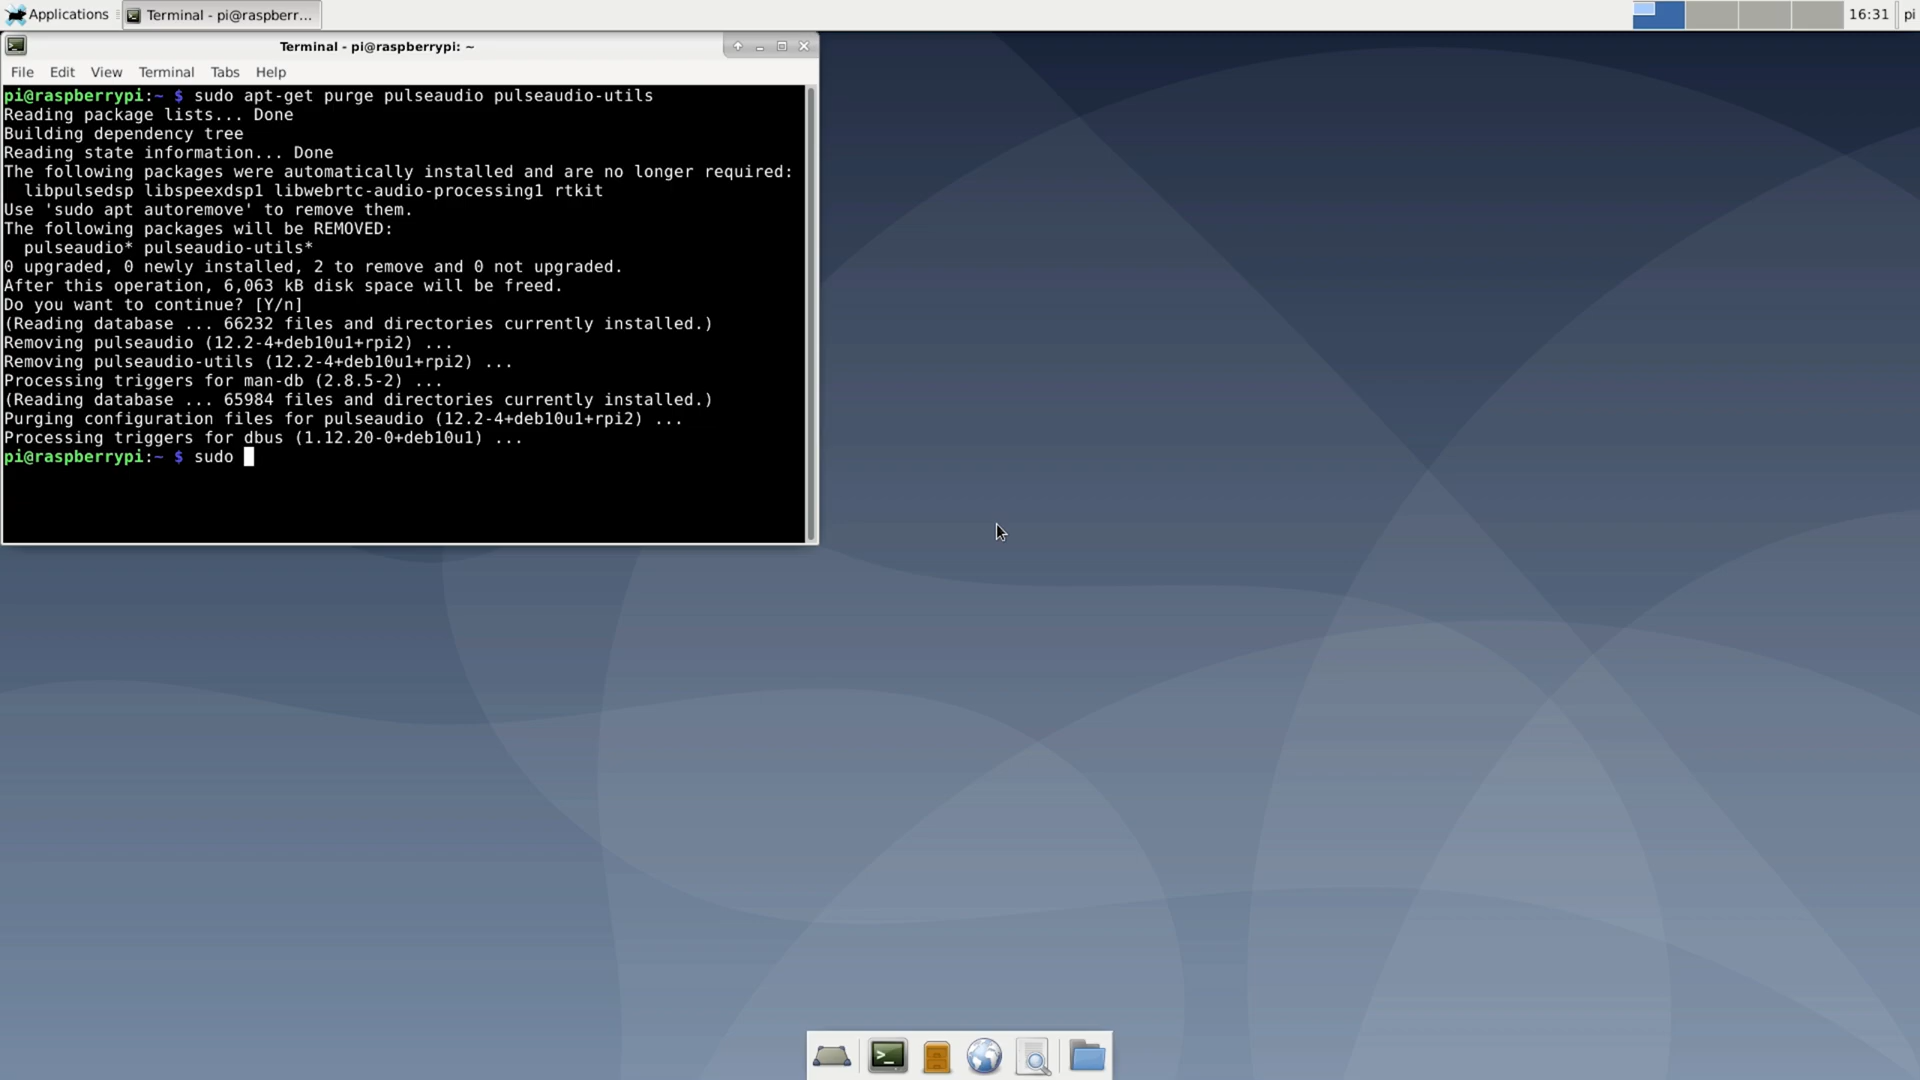 Applications
Terminal - pi@raspberr...
16:31
pi
Terminal - pi@raspberrypi: ~
File Edit View Terminal Tabs Help
pi@raspberrypi:~ $ sudo apt-get purge pulseaudio pulseaudio-utils
Reading package lists... Done
Building dependency tree
Reading state information... Done
The following packages were automatically installed and are no longer required:
  libpulsedsp libspeexdsp1 libwebrtc-audio-processing1 rtkit
Use 'sudo apt autoremove' to remove them.
The following packages will be REMOVED:
  pulseaudio* pulseaudio-utils*
0 upgraded, 0 newly installed, 2 to remove and 0 not upgraded.
After this operation, 6,063 kB disk space will be freed.
Do you want to continue? [Y/n]
(Reading database ... 66232 files and directories currently installed.)
Removing pulseaudio (12.2-4+deb10u1+rpi2) ...
Removing pulseaudio-utils (12.2-4+deb10u1+rpi2) ...
Processing triggers for man-db (2.8.5-2) ...
(Reading database ... 65984 files and directories currently installed.)
Purging configuration files for pulseaudio (12.2-4+deb10u1+rpi2) ...
Processing triggers for dbus (1.12.20-0+deb10u1) ...
pi@raspberrypi:~ $ sudo